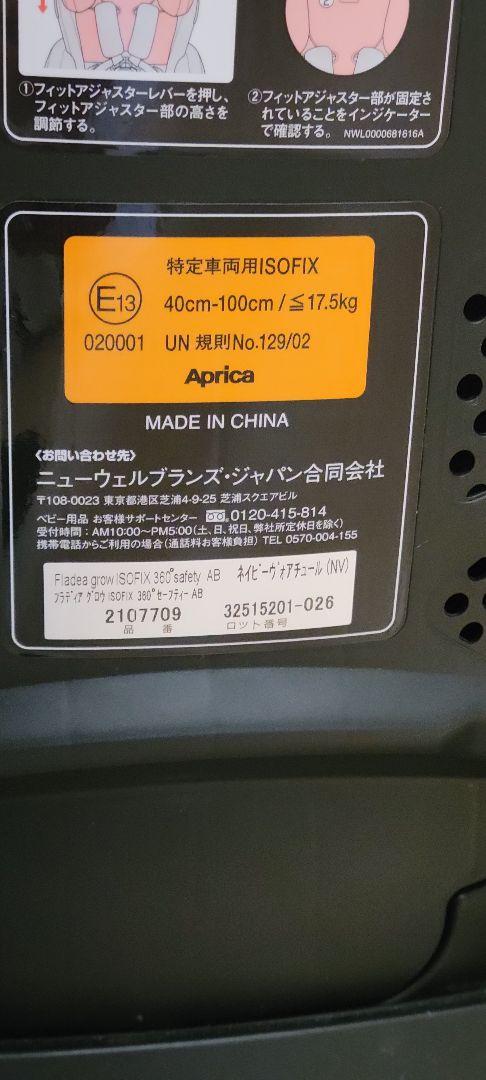 ①フィットアジャスターレバーを押し、
フィットアジャスター部の高さを
調節する。
②フィットアジャスター部が固定さ
れていることをインジケーター
で確認する。 NWL0000681616A
特定車両用ISOFIX
E13
40cm-100cm/≦17.5kg
020001 UN 規則No.129/02
Aprica
MADE IN CHINA
〈お問い合わせ先〉
ニューウェルブランズ・ジャパン合同会社
〒108-0023 東京都港区芝浦4-9-25 芝浦スクエアビル
ベビー用品 お客様サポートセンター 0120-415-814
受付時間:AM10:00〜PM5:00(土、日、祝日、弊社所定休日を除く)
携帯電話からご利用の場合(通話料お客様負担) TEL 0570-004-155
Fladea grow ISOFIX 360°safety AB ネイビーヴォアチュール(NV)
フラディア グロウ ISOFIX 360°セーフティー AB
2107709 32515201-026
品番 ロット番号